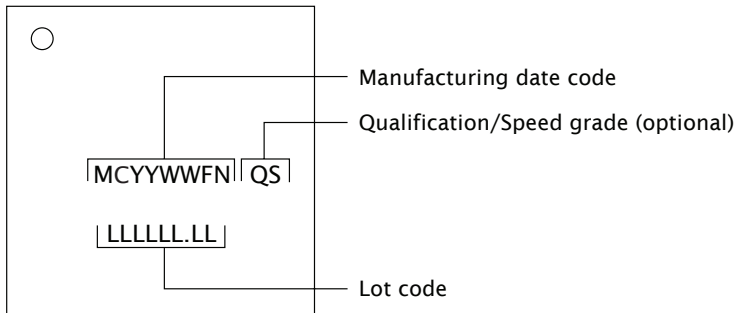 Manufacturing date code
Qualification/Speed grade (optional)
MCYYWWFN QS
LLLLLL.LL
Lot code